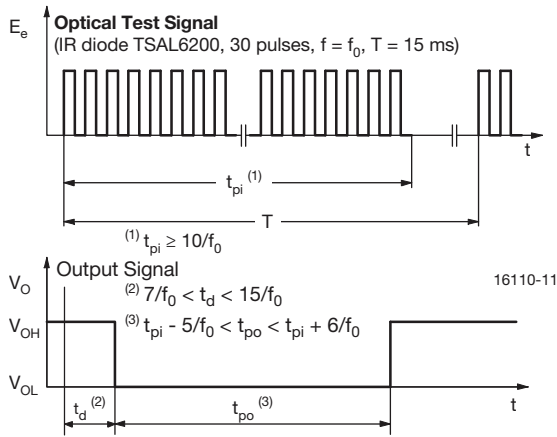 E_e
Optical Test Signal
(IR diode TSAL6200, 30 pulses, f = f_0, T = 15 ms)
t
t_pi (1)
T
(1) t_pi ≥ 10/f_0
V_O
Output Signal
16110-11
(2) 7/f_0 < t_d < 15/f_0
V_OH
(3) t_pi - 5/f_0 < t_po < t_pi + 6/f_0
V_OL
t
t_d (2)
t_po (3)